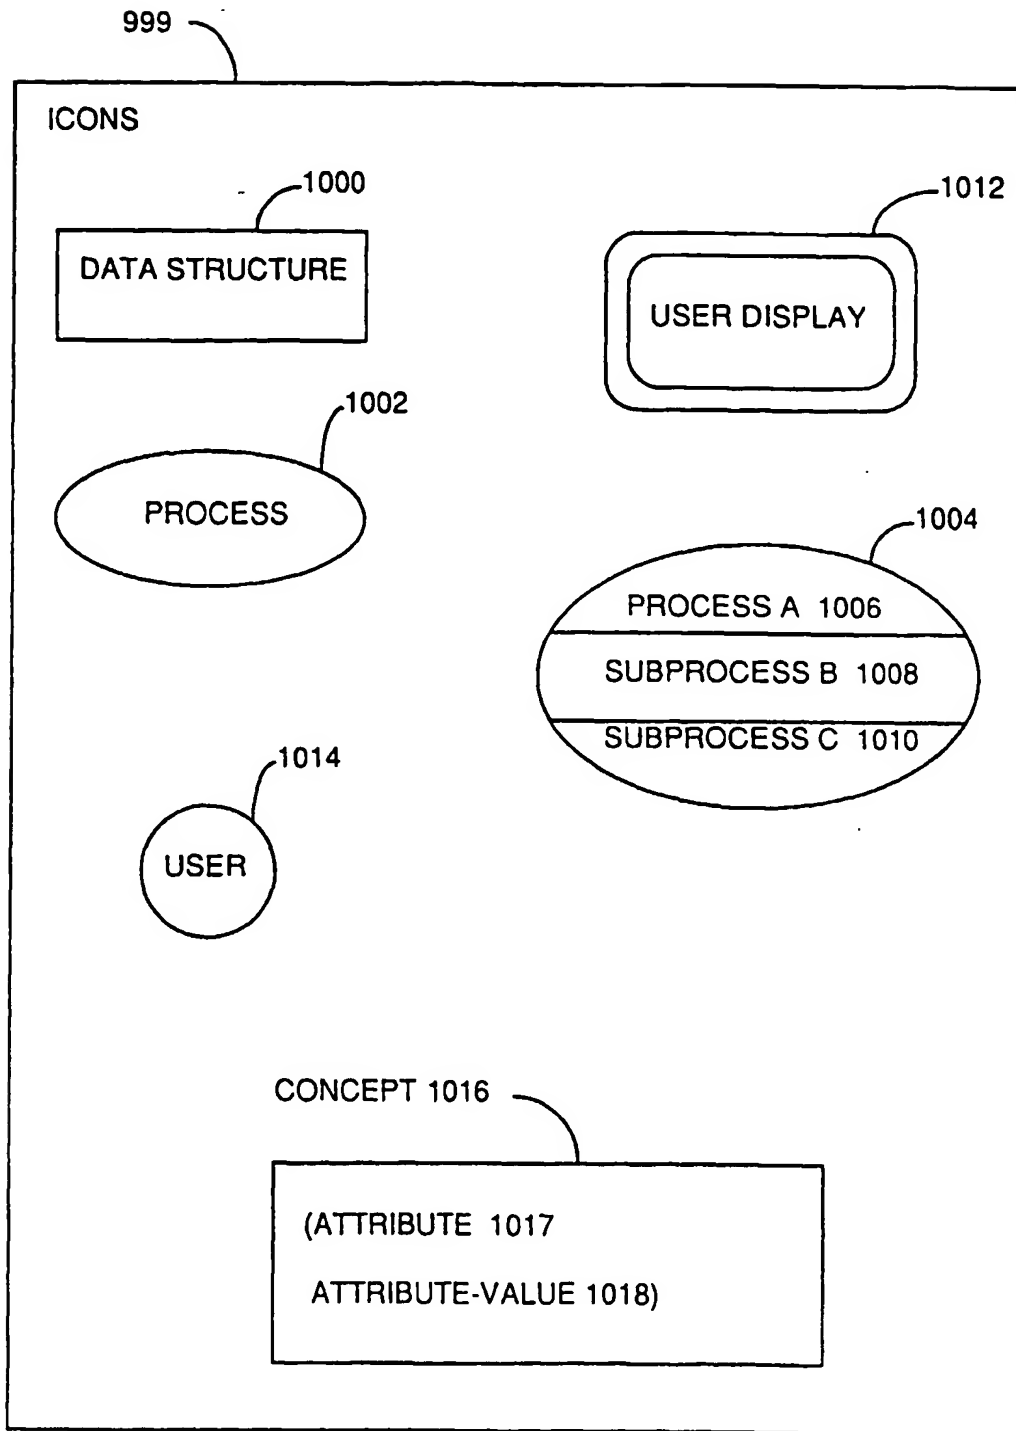 999
ICONS
1000
DATA STRUCTURE
1012
USER DISPLAY
1002
PROCESS
1004
PROCESS A 1006
SUBPROCESS B 1008
SUBPROCESS C 1010
1014
USER
CONCEPT 1016
(ATTRIBUTE 1017
ATTRIBUTE-VALUE 1018)